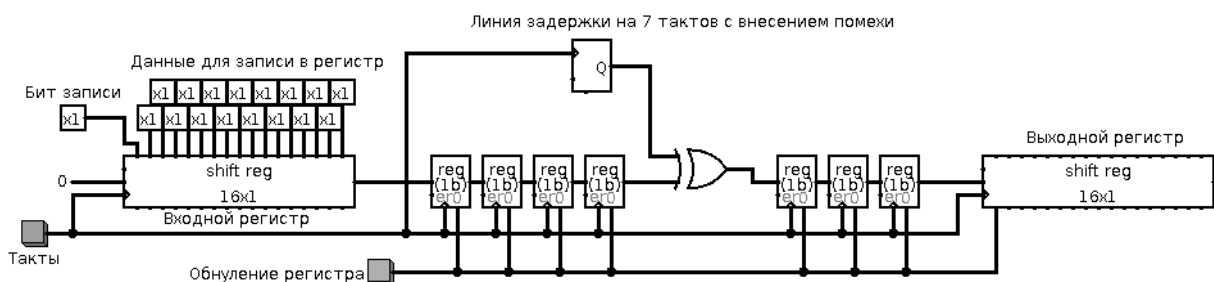 Линия задержки на 7 тактов с внесением помехи
Данные для записи в регистр
Бит записи
x1 x1 x1 x1 x1 x1 x1 x1
x1 x1 x1 x1 x1 x1 x1 x1 x1
Q
Выходной регистр
0
shift reg
16x1
reg (1b) er0
reg (1b) er0
reg (1b) er0
reg (1b) er0
reg (1b) er0
reg (1b) er0
reg (1b) er0
shift reg
16x1
Входной регистр
Такты
Обнуление регистра